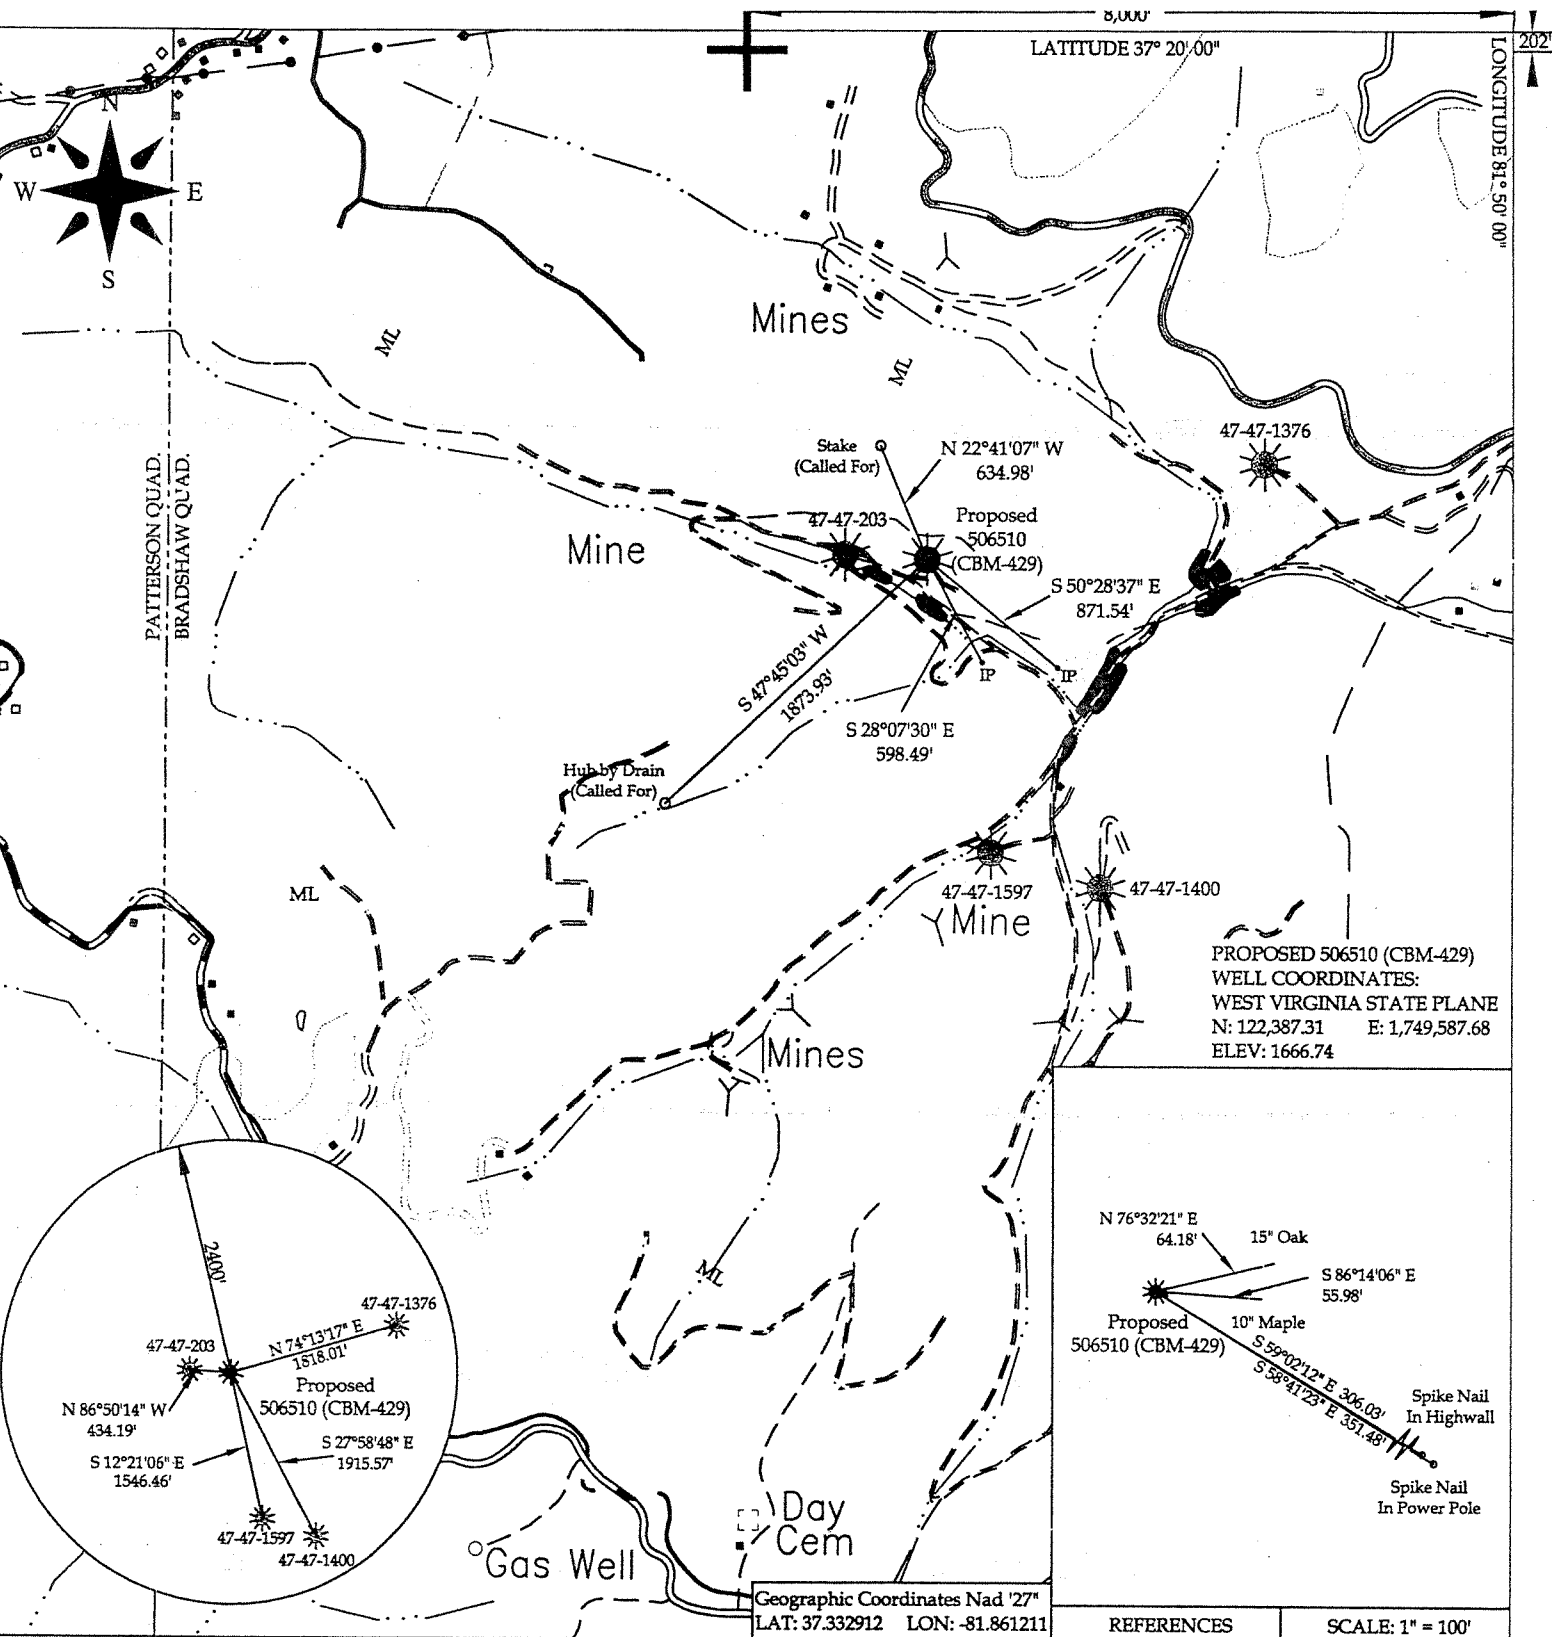 8,000'
LATITUDE 37° 20' 00"
202'
LONGITUDE 81° 50' 00"
N
W
E
S
Mines
ML
ML
47-47-1376
Stake
(Called For)
N 22°41'07" W
634.98'
47-47-203
Proposed
506510
(CBM-429)
Mine
PATTERSON QUAD.
BRADSHAW QUAD.
S 50°28'37" E
871.54'
S 47°45'03" W
1873.93'
IP
IP
S 28°07'30" E
598.49'
Hub by Drain
(Called For)
ML
47-47-1597
47-47-1400
Mine
PROPOSED 506510 (CBM-429)
WELL COORDINATES:
WEST VIRGINIA STATE PLANE
N: 122,387.31 E: 1,749,587.68
ELEV: 1666.74
Mines
ML
2400'
47-47-1376
47-47-203
N 74°13'17" E
1818.01'
Proposed
506510 (CBM-429)
N 86°50'14" W
434.19'
S 27°58'48" E
1915.57'
S 12°21'06" E
1546.46'
47-47-1597
47-47-1400
N 76°32'21" E
64.18'
15" Oak
S 86°14'06" E
55.98'
10" Maple
Proposed
506510 (CBM-429)
S 59°02'12" E 306.03'
S 58°41'23" E 351.48'
Spike Nail
In Highwall
Spike Nail
In Power Pole
Day
Cem
Gas Well
Geographic Coordinates Nad '27"
LAT: 37.332912 LON: -81.861211
REFERENCES
SCALE: 1" = 100'